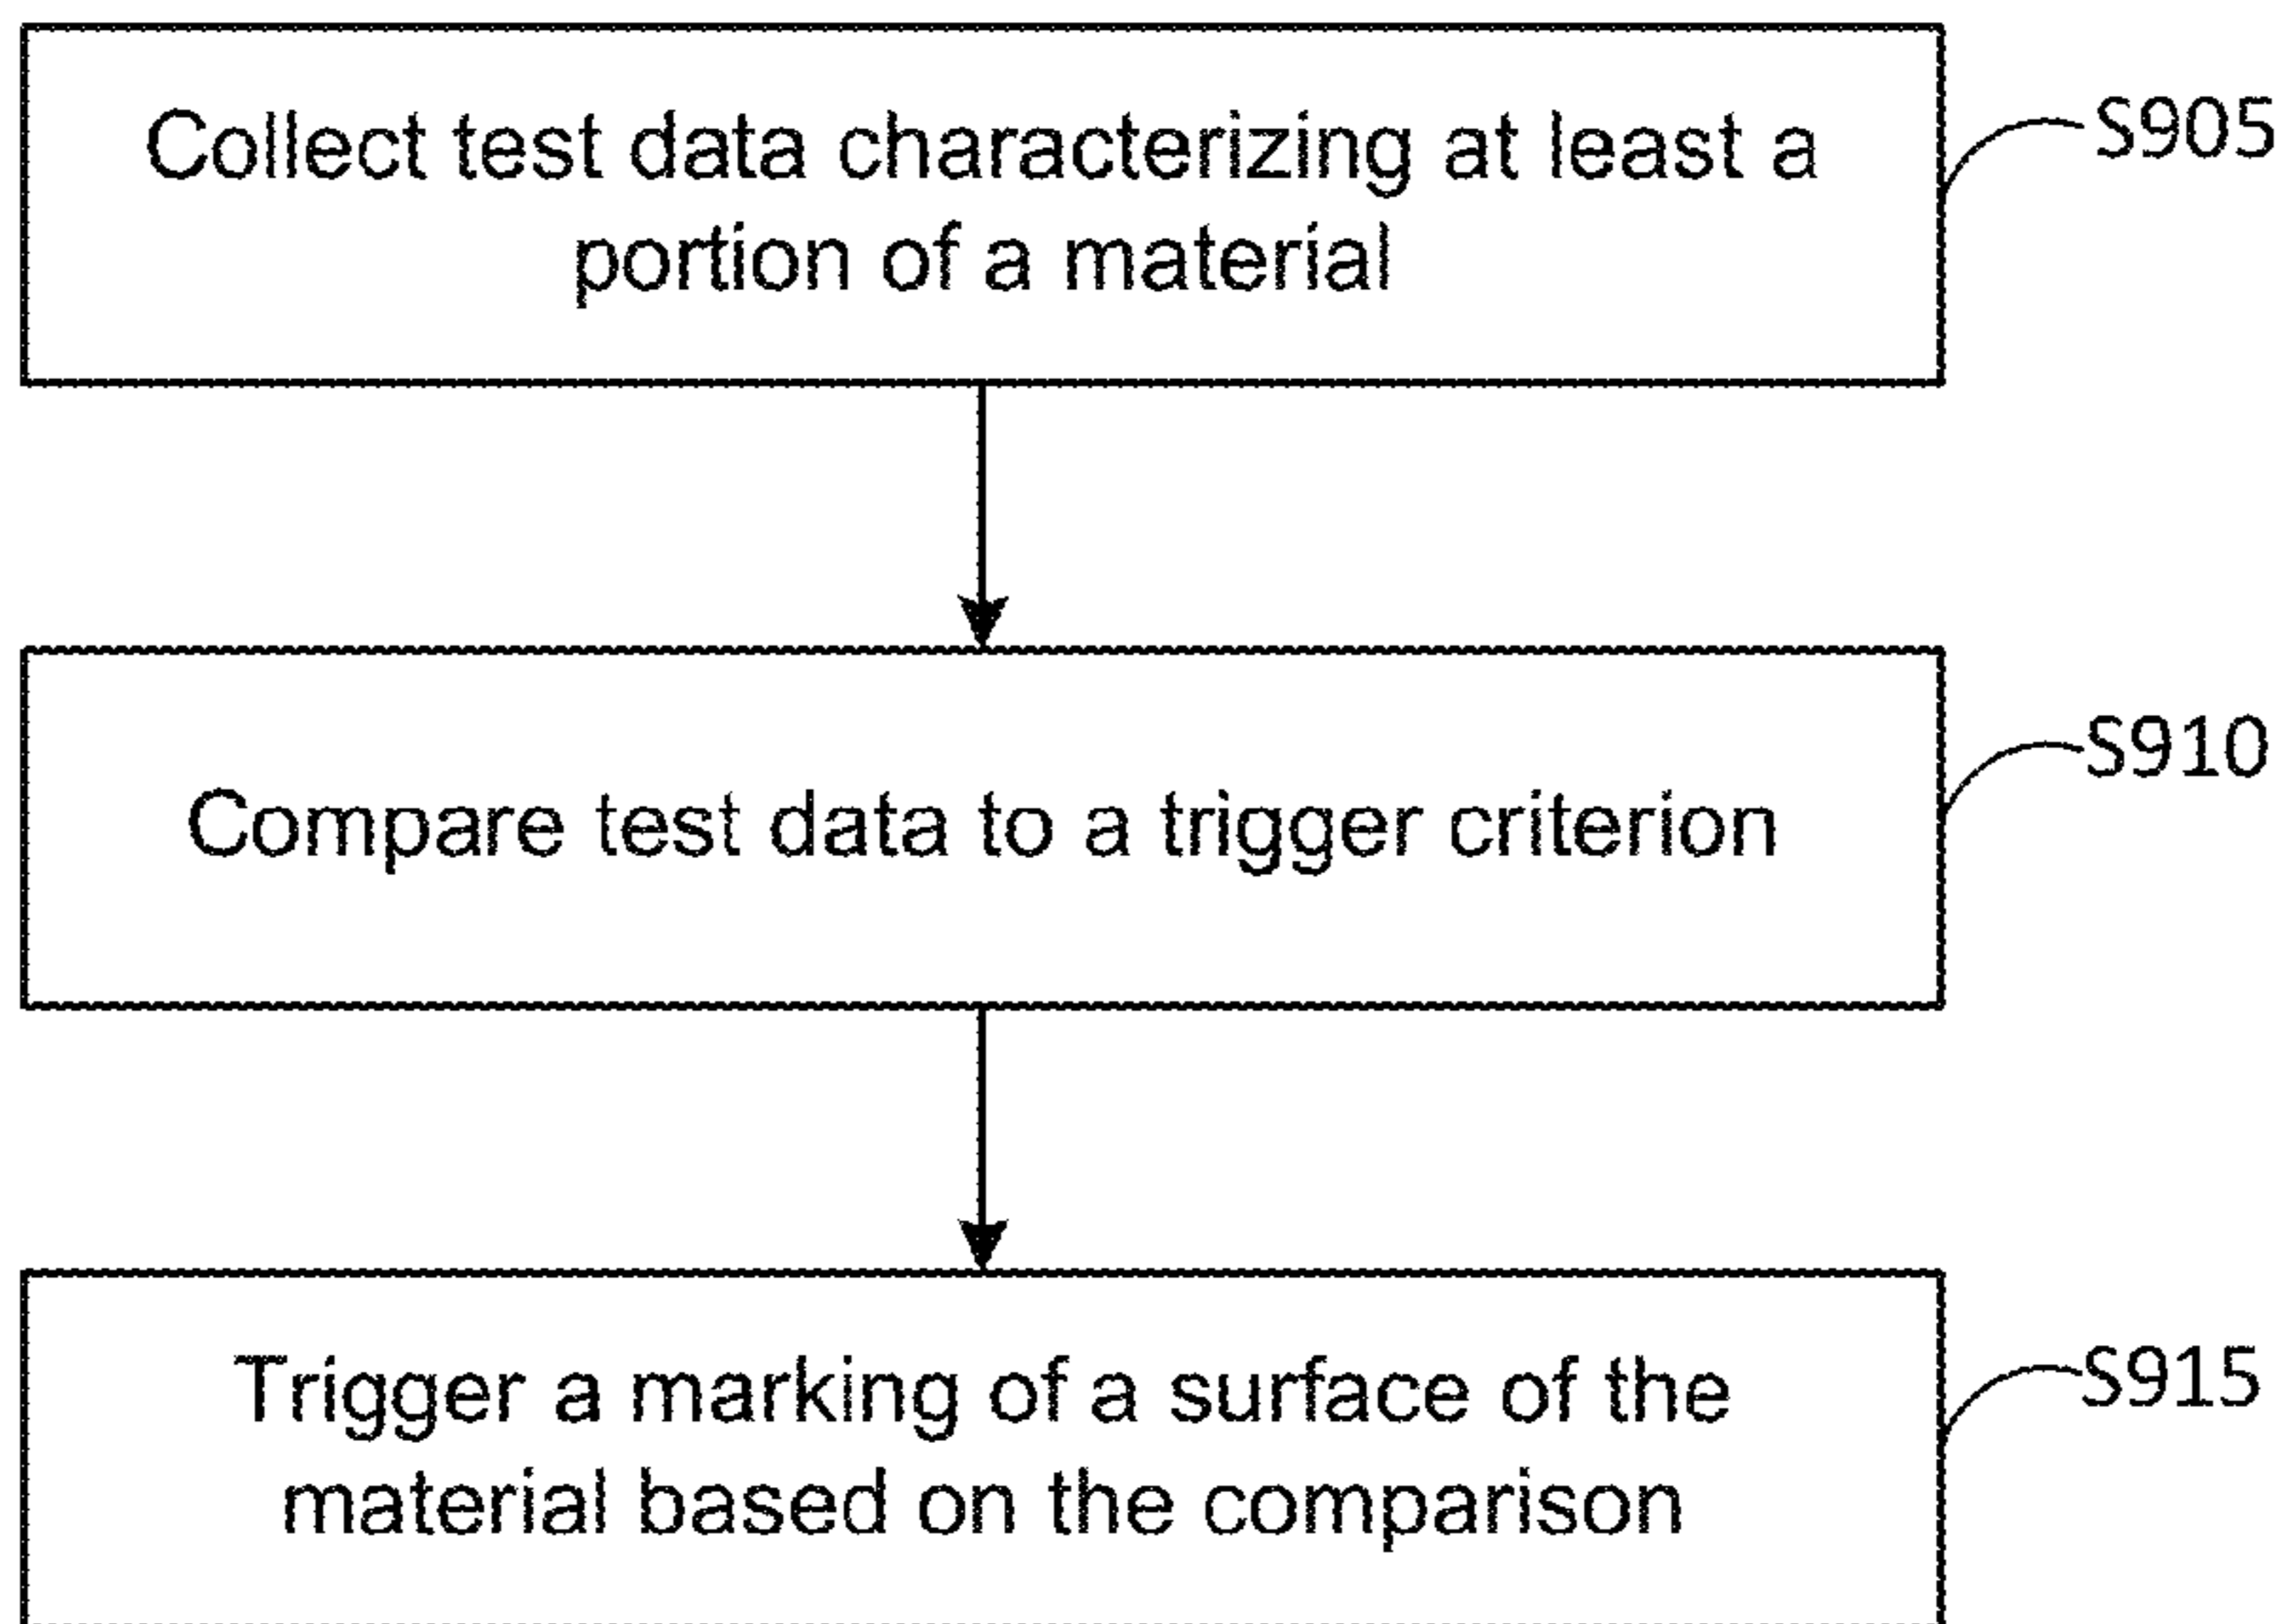 Collect test data characterizing at least a
portion of a material
S905
Compare test data to a trigger criterion
S910
Trigger a marking of a surface of the
material based on the comparison
S915